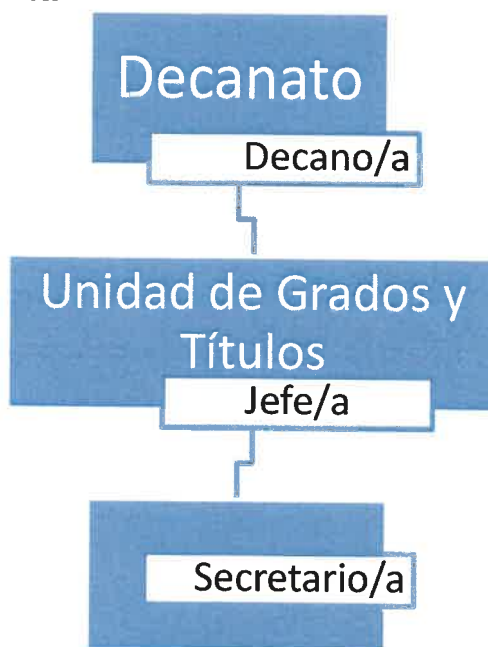 Decanato
Decano/a
Unidad de Grados y
Títulos
Jefe/a
Secretario/a